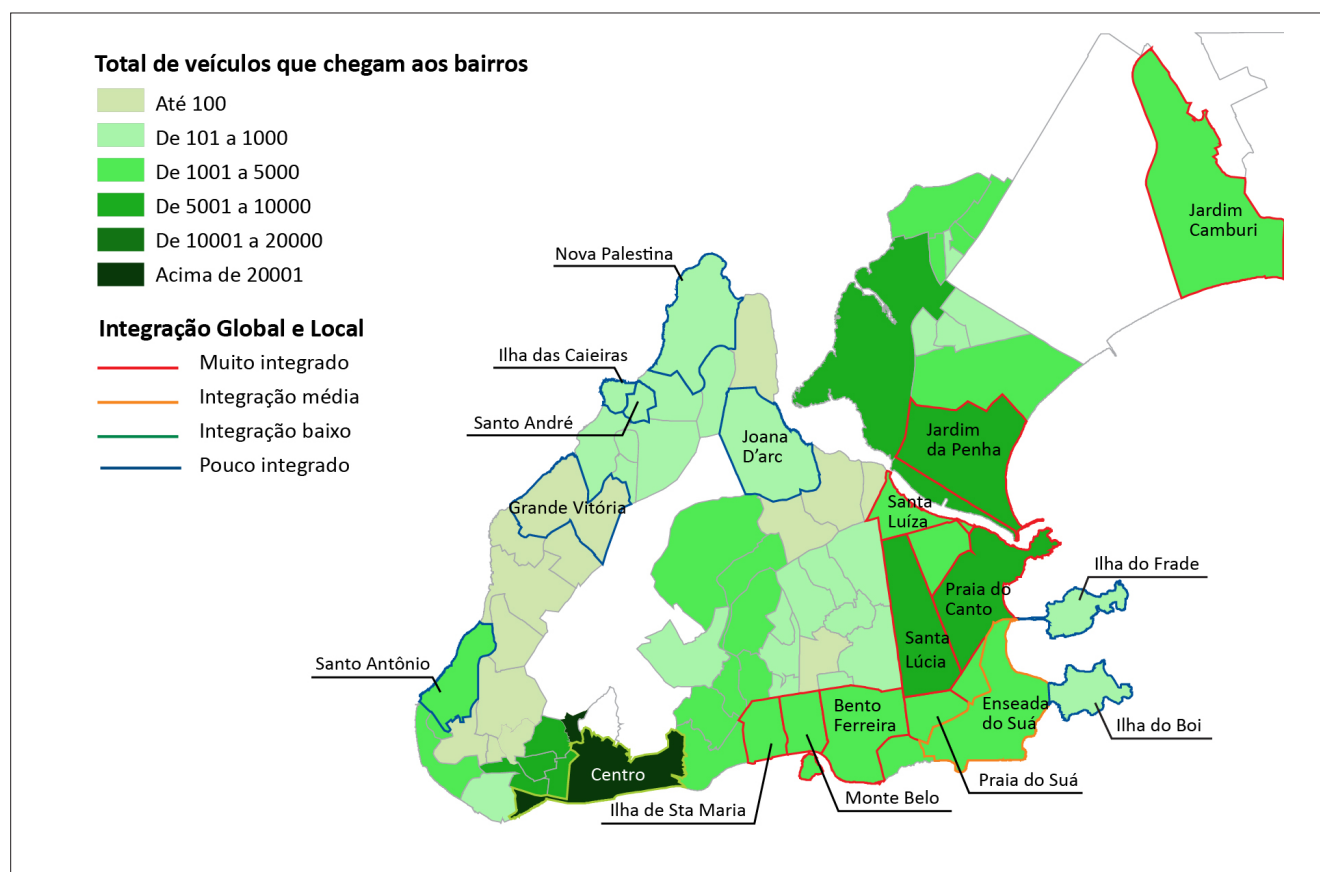 Total de veículos que chegam aos bairros
Até 100
De 101 a 1000
De 1001 a 5000
De 5001 a 10000
De 10001 a 20000
Acima de 20001
Integração Global e Local
Muito integrado
Integração média
Integração baixo
Pouco integrado
Jardim
Camburi
Nova Palestina
Ilha das Caieiras
Santo André
Joana
D'arc
Jardim
da Penha
Grande Vitória
Santa
Luíza
Ilha do Frade
Praia do
Canto
Santa
Lúcia
Santo Antônio
Bento
Ferreira
Enseada
do Suá
Ilha do Boi
Centro
Praia do Suá
Monte Belo
Ilha de Sta Maria